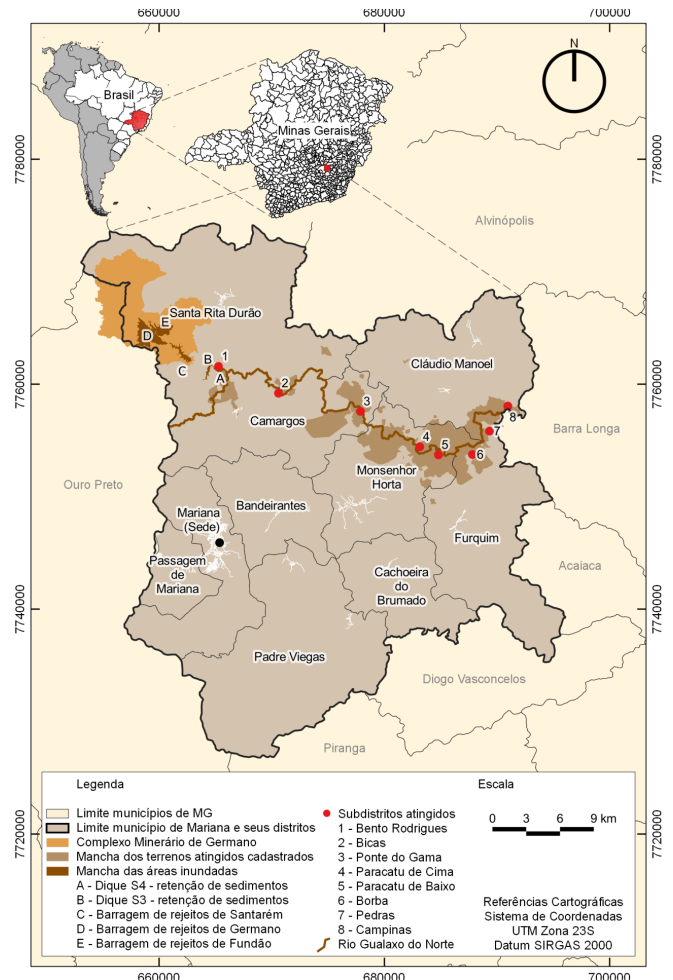 660000
680000
700000
N
Brasil
Minas Gerais
7780000
7780000
Alvinópolis
Santa Rita Durão
E
D
B
1
C
A
Cláudio Manoel
7760000
7760000
2
3
Camargos
8
7
4
5
6
Barra Longa
Monsenhor
Horta
Ouro Preto
Bandeirantes
Mariana
(Sede)
Furquim
Passagem
de
Mariana
Acaiaca
Cachoeira
do
Brumado
7740000
7740000
Padre Viegas
Diogo Vasconcelos
Piranga
Legenda
Limite municípios de MG
Limite municipio de Mariana e seus distritos
Complexo Minerário de Germano
Mancha dos terrenos atingidos cadastrados
Mancha das áreas inundadas
A - Dique S4 - retenção de sedimentos
B - Dique S3 - retenção de sedimentos
C - Barragem de rejeitos de Santarém
D - Barragem de rejeitos de Germano
E - Barragem de rejeitos de Fundão
Subdistritos atingidos
1 - Bento Rodrigues
2 - Bicas
3 - Ponte do Gama
4 - Paracatu de Cima
5 - Paracatu de Baixo
6 - Borba
7 - Pedras
8 - Campinas
Rio Gualaxo do Norte
Escala
0 3 6 9 km
Referências Cartográficas
Sistema de Coordenadas
UTM Zona 23S
Datum SIRGAS 2000
7720000
7720000
660000
680000
700000